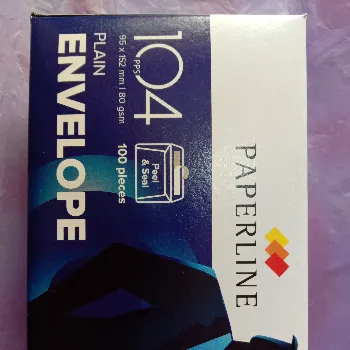 PAPERLINE
104
PPS
95 x 152 mm | 80 gsm
Peel
& Seal
100 pieces
PLAIN
ENVELOPE